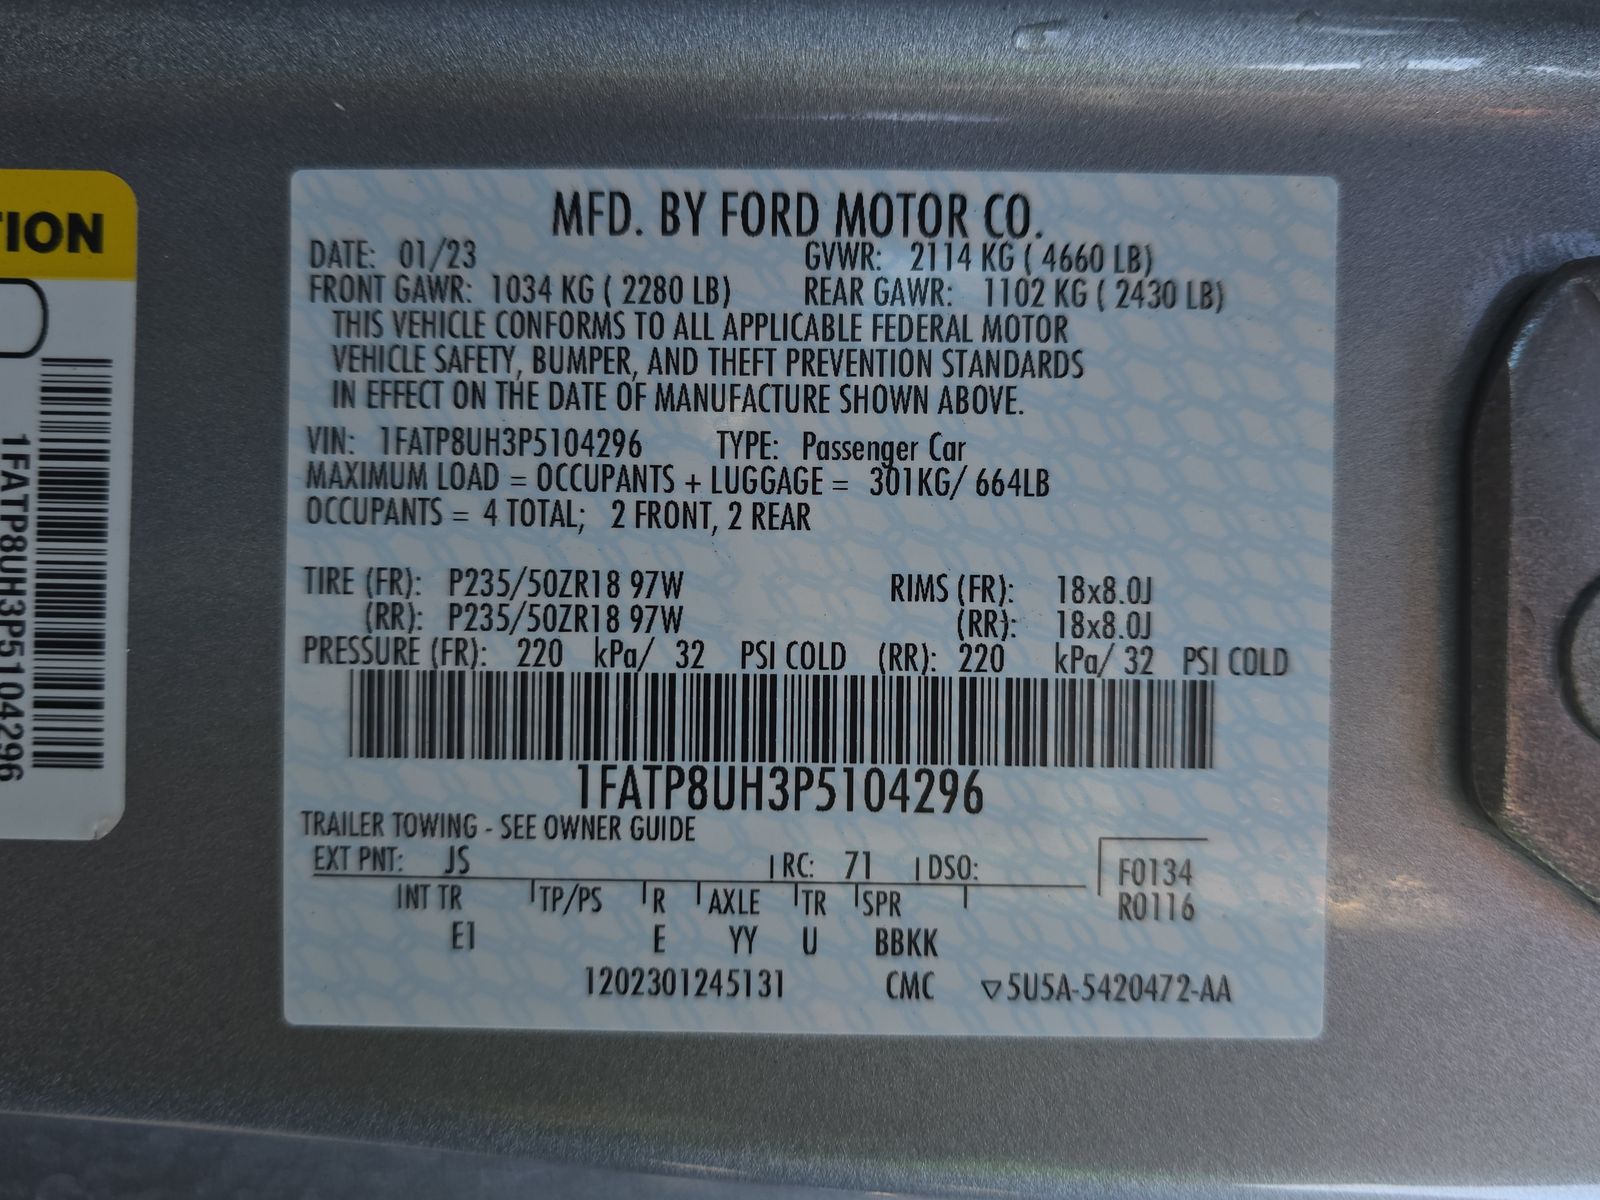 TION
1FATP8UH3P5104296
MFD. BY FORD MOTOR CO.
DATE: 01/23 GVWR: 2114 KG ( 4660 LB)
FRONT GAWR: 1034 KG ( 2280 LB) REAR GAWR: 1102 KG ( 2430 LB)
THIS VEHICLE CONFORMS TO ALL APPLICABLE FEDERAL MOTOR
VEHICLE SAFETY, BUMPER, AND THEFT PREVENTION STANDARDS
IN EFFECT ON THE DATE OF MANUFACTURE SHOWN ABOVE.
VIN: 1FATP8UH3P5104296 TYPE: Passenger Car
MAXIMUM LOAD = OCCUPANTS + LUGGAGE = 301KG/ 664LB
OCCUPANTS = 4 TOTAL; 2 FRONT, 2 REAR
TIRE (FR): P235/50ZR18 97W RIMS (FR): 18x8.0J
(RR): P235/50ZR18 97W (RR): 18x8.0J
PRESSURE (FR): 220 kPa/ 32 PSI COLD (RR): 220 kPa/ 32 PSI COLD
1FATP8UH3P5104296
TRAILER TOWING - SEE OWNER GUIDE
EXT PNT: JS RC: 71 DSO: F0134
INT TR TP/PS R AXLE TR SPR R0116
E1 E YY U BBKK
1202301245131 CMC ▽5U5A-5420472-AA